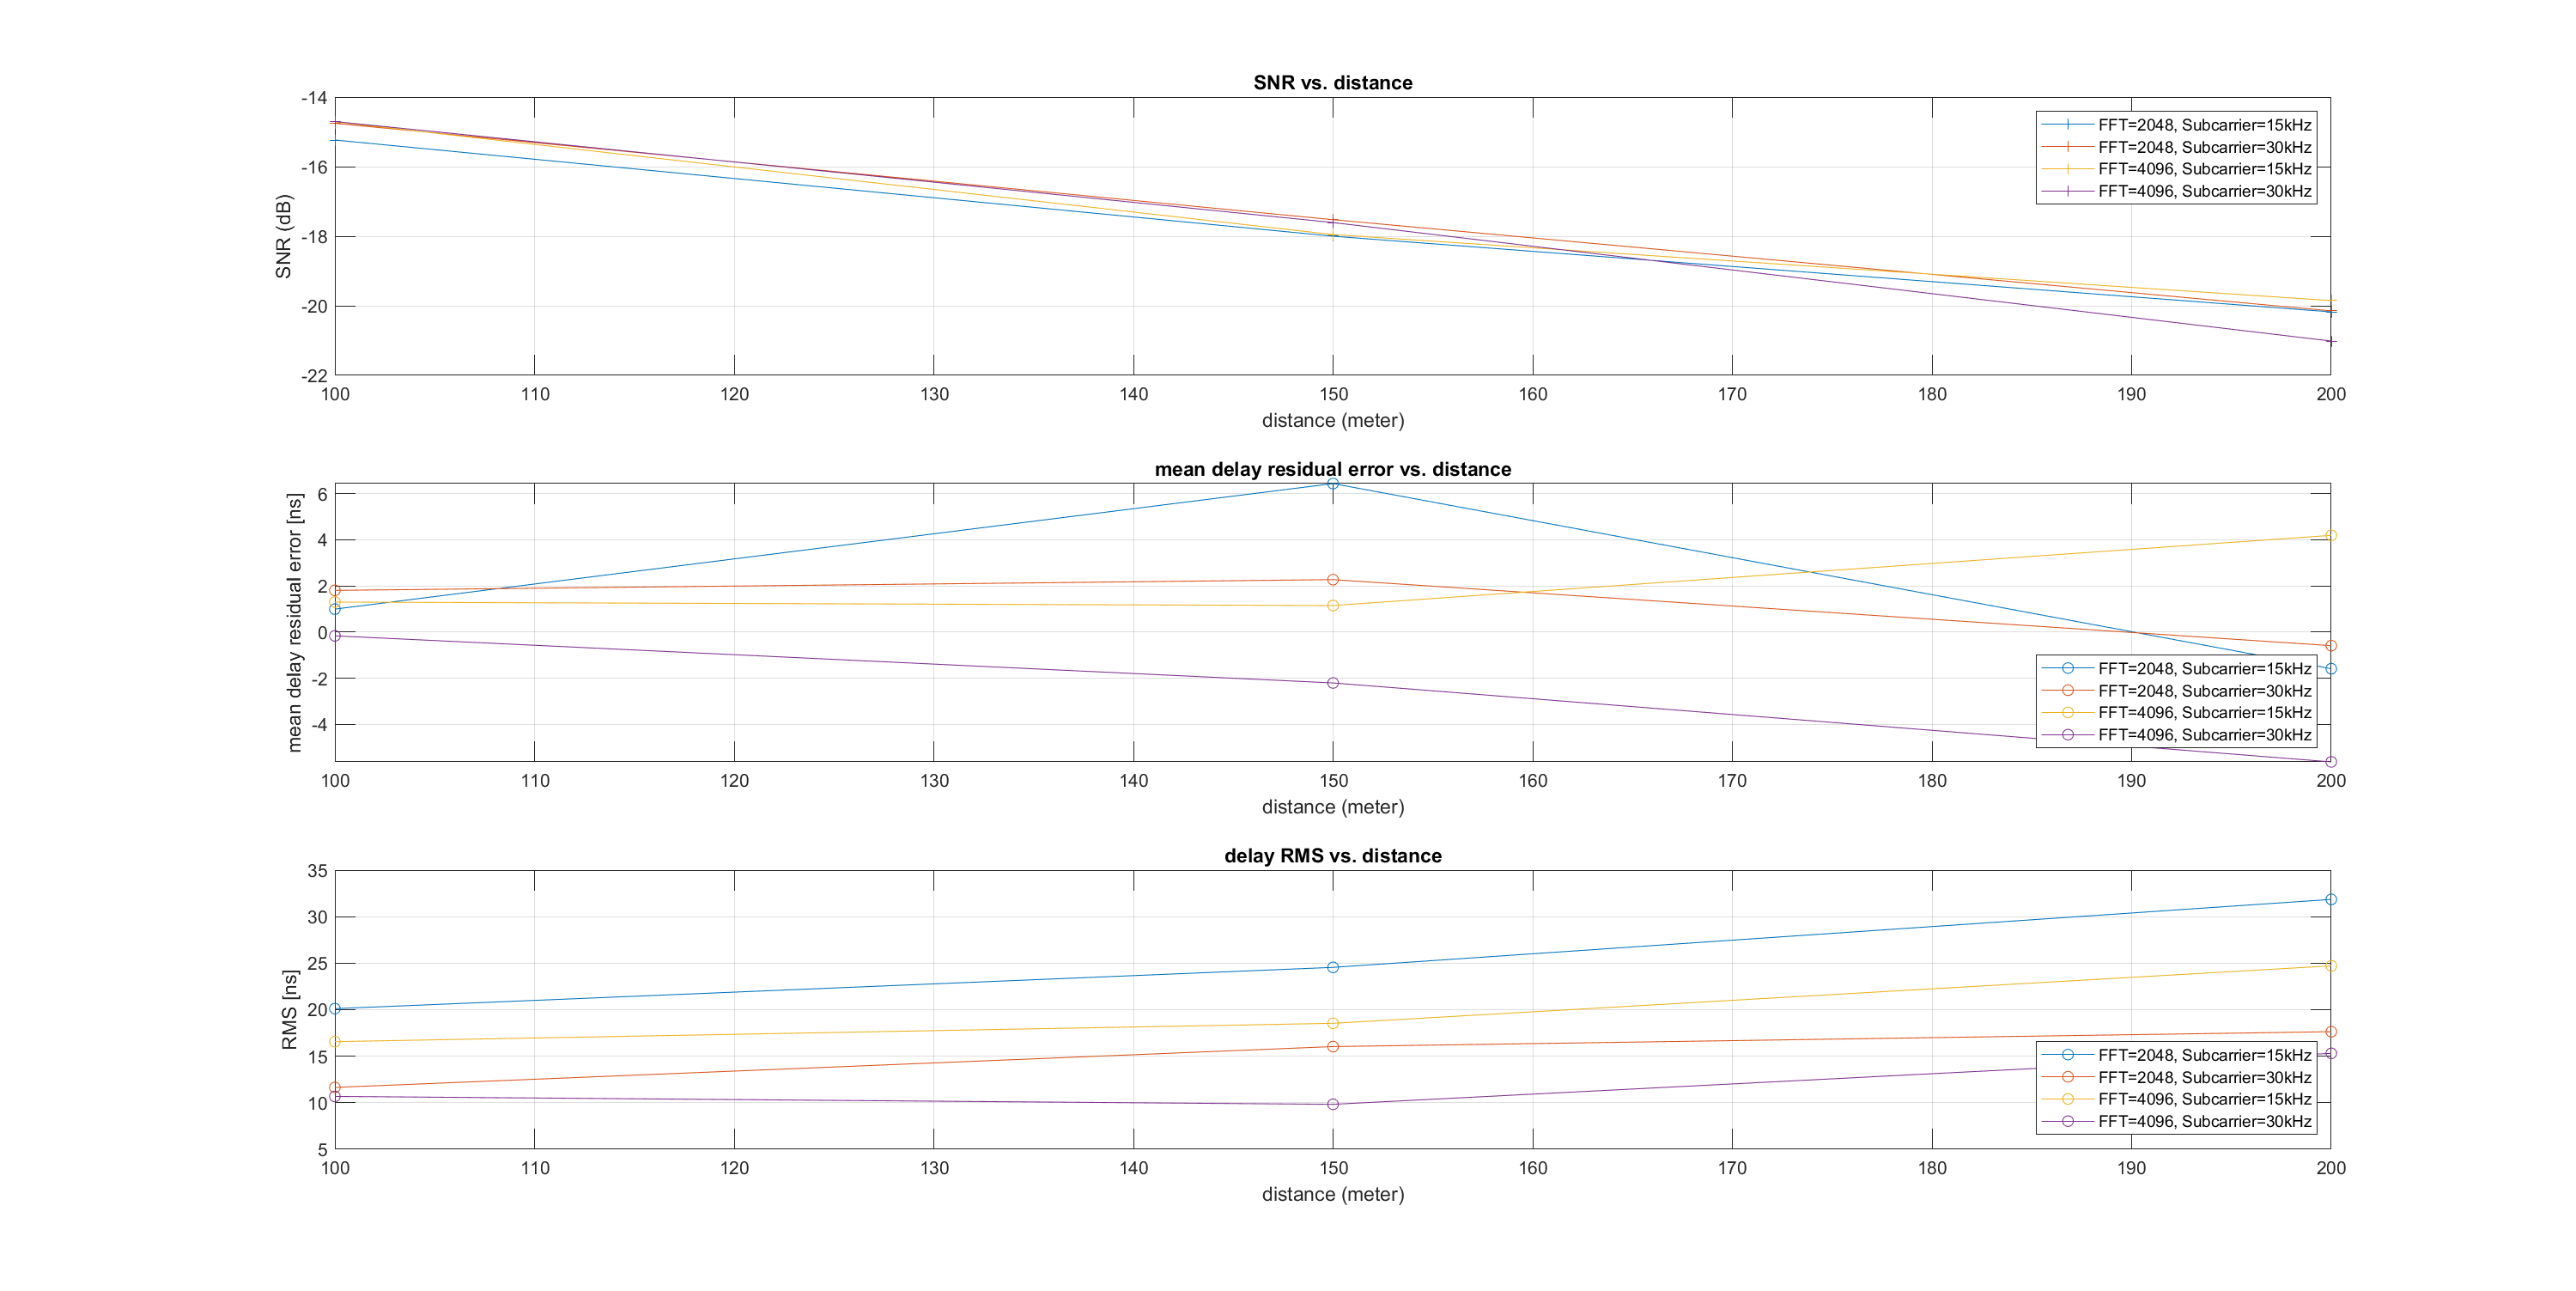 SNR vs. distance
SNR (dB)
-14
-16
-18
-20
-22
100 110 120 130 140 150 160 170 180 190 200
distance (meter)
FFT=2048, Subcarrier=15kHz
FFT=2048, Subcarrier=30kHz
FFT=4096, Subcarrier=15kHz
FFT=4096, Subcarrier=30kHz
mean delay residual error vs. distance
mean delay residual error [ns]
6
4
2
0
-2
-4
100 110 120 130 140 150 160 170 180 190 200
distance (meter)
FFT=2048, Subcarrier=15kHz
FFT=2048, Subcarrier=30kHz
FFT=4096, Subcarrier=15kHz
FFT=4096, Subcarrier=30kHz
delay RMS vs. distance
RMS [ns]
35
30
25
20
15
10
5
100 110 120 130 140 150 160 170 180 190 200
distance (meter)
FFT=2048, Subcarrier=15kHz
FFT=2048, Subcarrier=30kHz
FFT=4096, Subcarrier=15kHz
FFT=4096, Subcarrier=30kHz